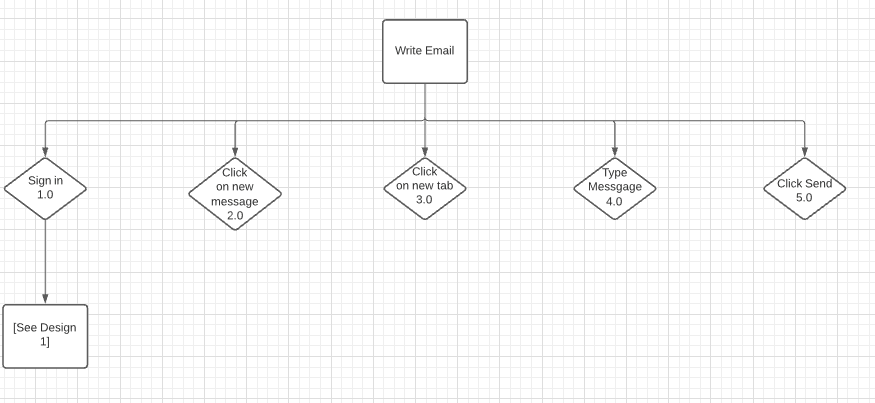 Write Email
Sign in
1.0
Click
on new
message
2.0
Click
on new tab
3.0
Type
Messgage
4.0
Click Send
5.0
[See Design
1]